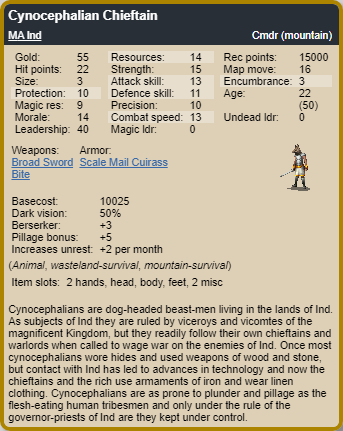 Cynocephalian Chieftain
MA Ind Cmdr (mountain)
Gold: 55 Resources: 14 Rec points: 15000
Hit points: 22 Strength: 15 Map move: 16
Size: 3 Attack skill: 13 Encumbrance: 3
Protection: 10 Defence skill: 11 Age: 22
Magic res: 9 Precision: 10 (50)
Morale: 14 Combat speed: 13 Undead ldr: 0
Leadership: 40 Magic ldr: 0
Weapons: Armor:
Broad Sword Scale Mail Cuirass
Bite
Basecost: 10025
Dark vision: 50%
Berserker: +3
Pillage bonus: +5
Increases unrest: +2 per month
(Animal, wasteland-survival, mountain-survival)
Item slots: 2 hands, head, body, feet, 2 misc
Cynocephalians are dog-headed beast-men living in the lands of Ind.
As subjects of Ind they are ruled by viceroys and vicomtes of the
magnificent Kingdom, but they readily follow their own chieftains and
warlords when called to wage war on the enemies of Ind. Once most
cynocephalians wore hides and used weapons of wood and stone,
but contact with Ind has led to advances in technology and now the
chieftains and the rich use armaments of iron and wear linen
clothing. Cynocephalians are as prone to plunder and pillage as the
flesh-eating human tribesmen and only under the rule of the
governor-priests of Ind are they kept under control.